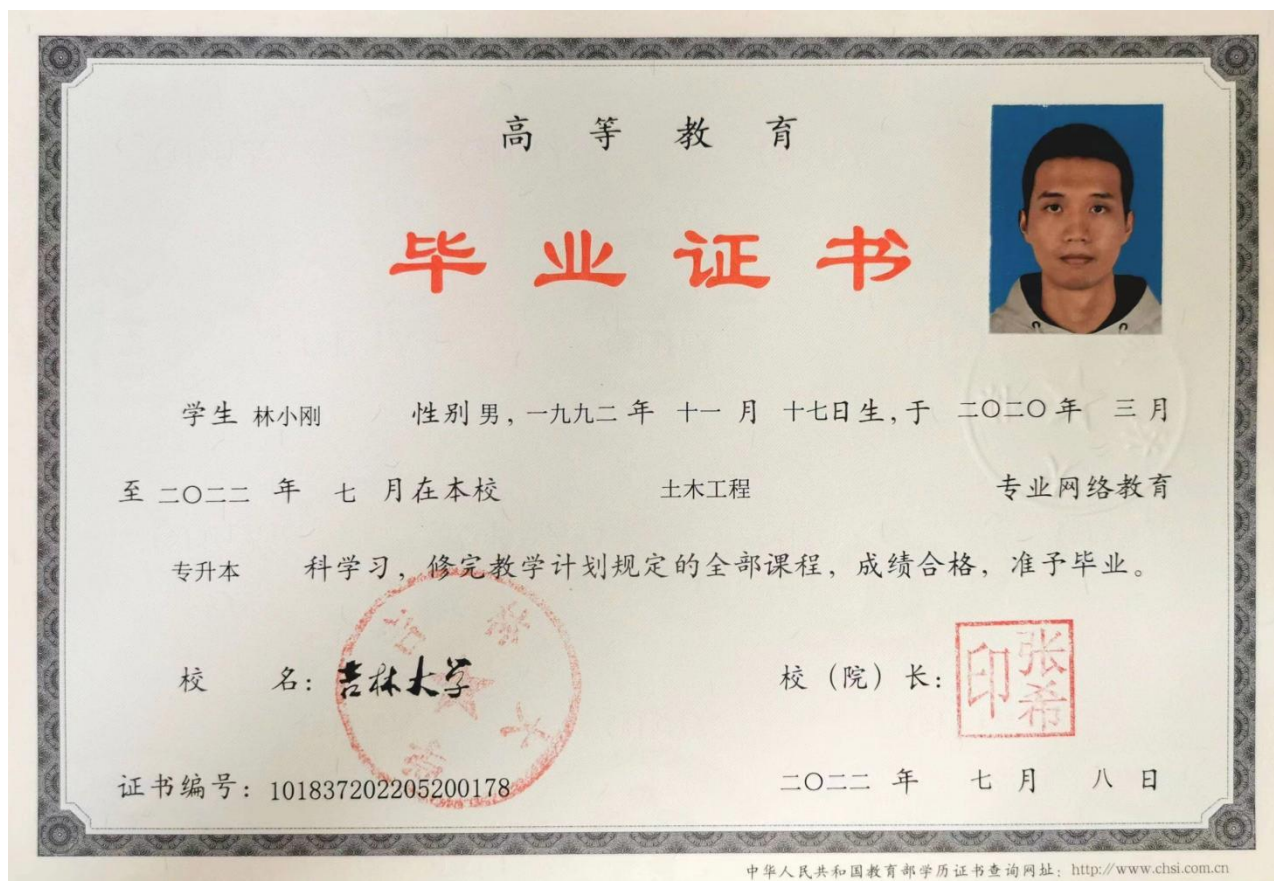 高等教育
毕业证书
学生 林小刚 性别 男，一九九二 年 十一 月 十七日生，于 二〇二〇年 三 月
至 二〇二二 年 七 月在本校 土木工程 专业网络教育
专升本 科学习，修完教学计划规定的全部课程，成绩合格，准予毕业。
校 名：吉林大学 校（院）长：张希印
证书编号：101837202205200178 二〇二二 年 七 月 八 日
中华人民共和国教育部学历证书查询网址：http://www.chsi.com.cn